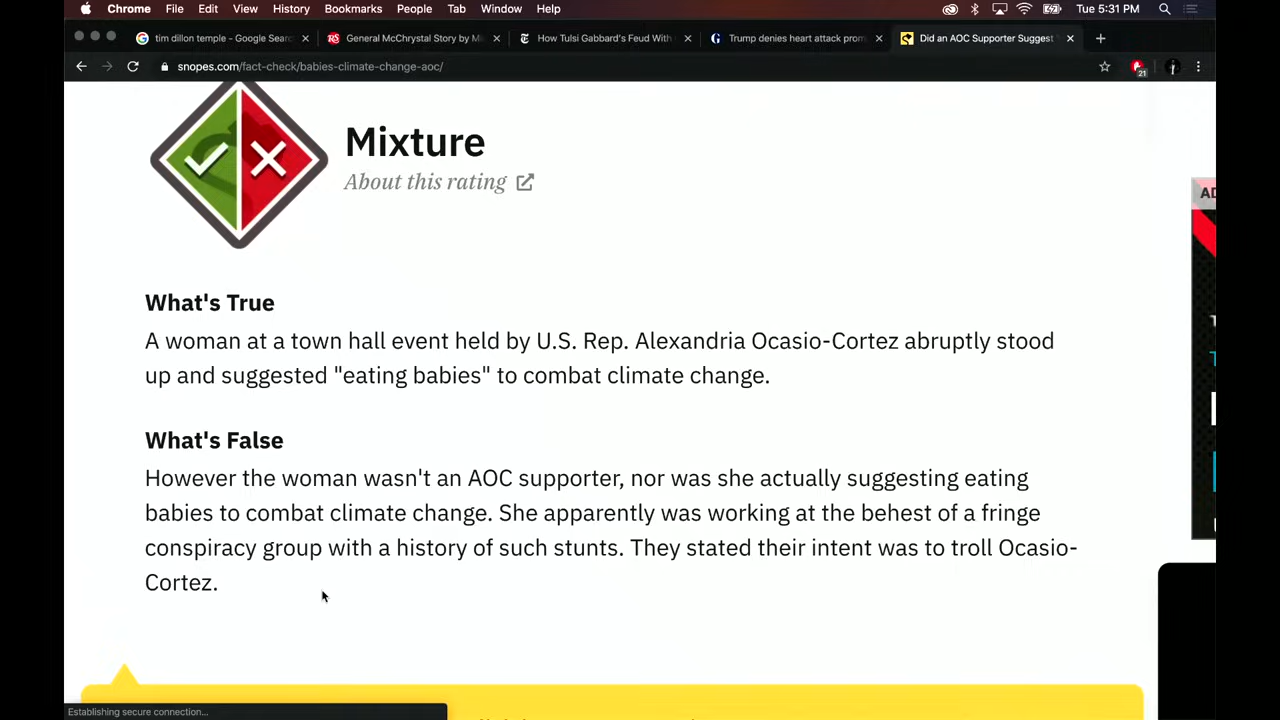 Chrome File Edit View History Bookmarks People Tab Window Help Tue 5:31 PM
tim dillon temple - Google Sear
General McChrystal Story by M
How Tulsi Gabbard's Feud With
Trump denies heart attack prom
Did an AOC Supporter Suggest
snopes.com/fact-check/babies-climate-change-aoc/
21
Mixture
About this rating
AD
What's True
A woman at a town hall event held by U.S. Rep. Alexandria Ocasio-Cortez abruptly stood
up and suggested "eating babies" to combat climate change.
What's False
However the woman wasn't an AOC supporter, nor was she actually suggesting eating
babies to combat climate change. She apparently was working at the behest of a fringe
conspiracy group with a history of such stunts. They stated their intent was to troll Ocasio-
Cortez.
Establishing secure connection...